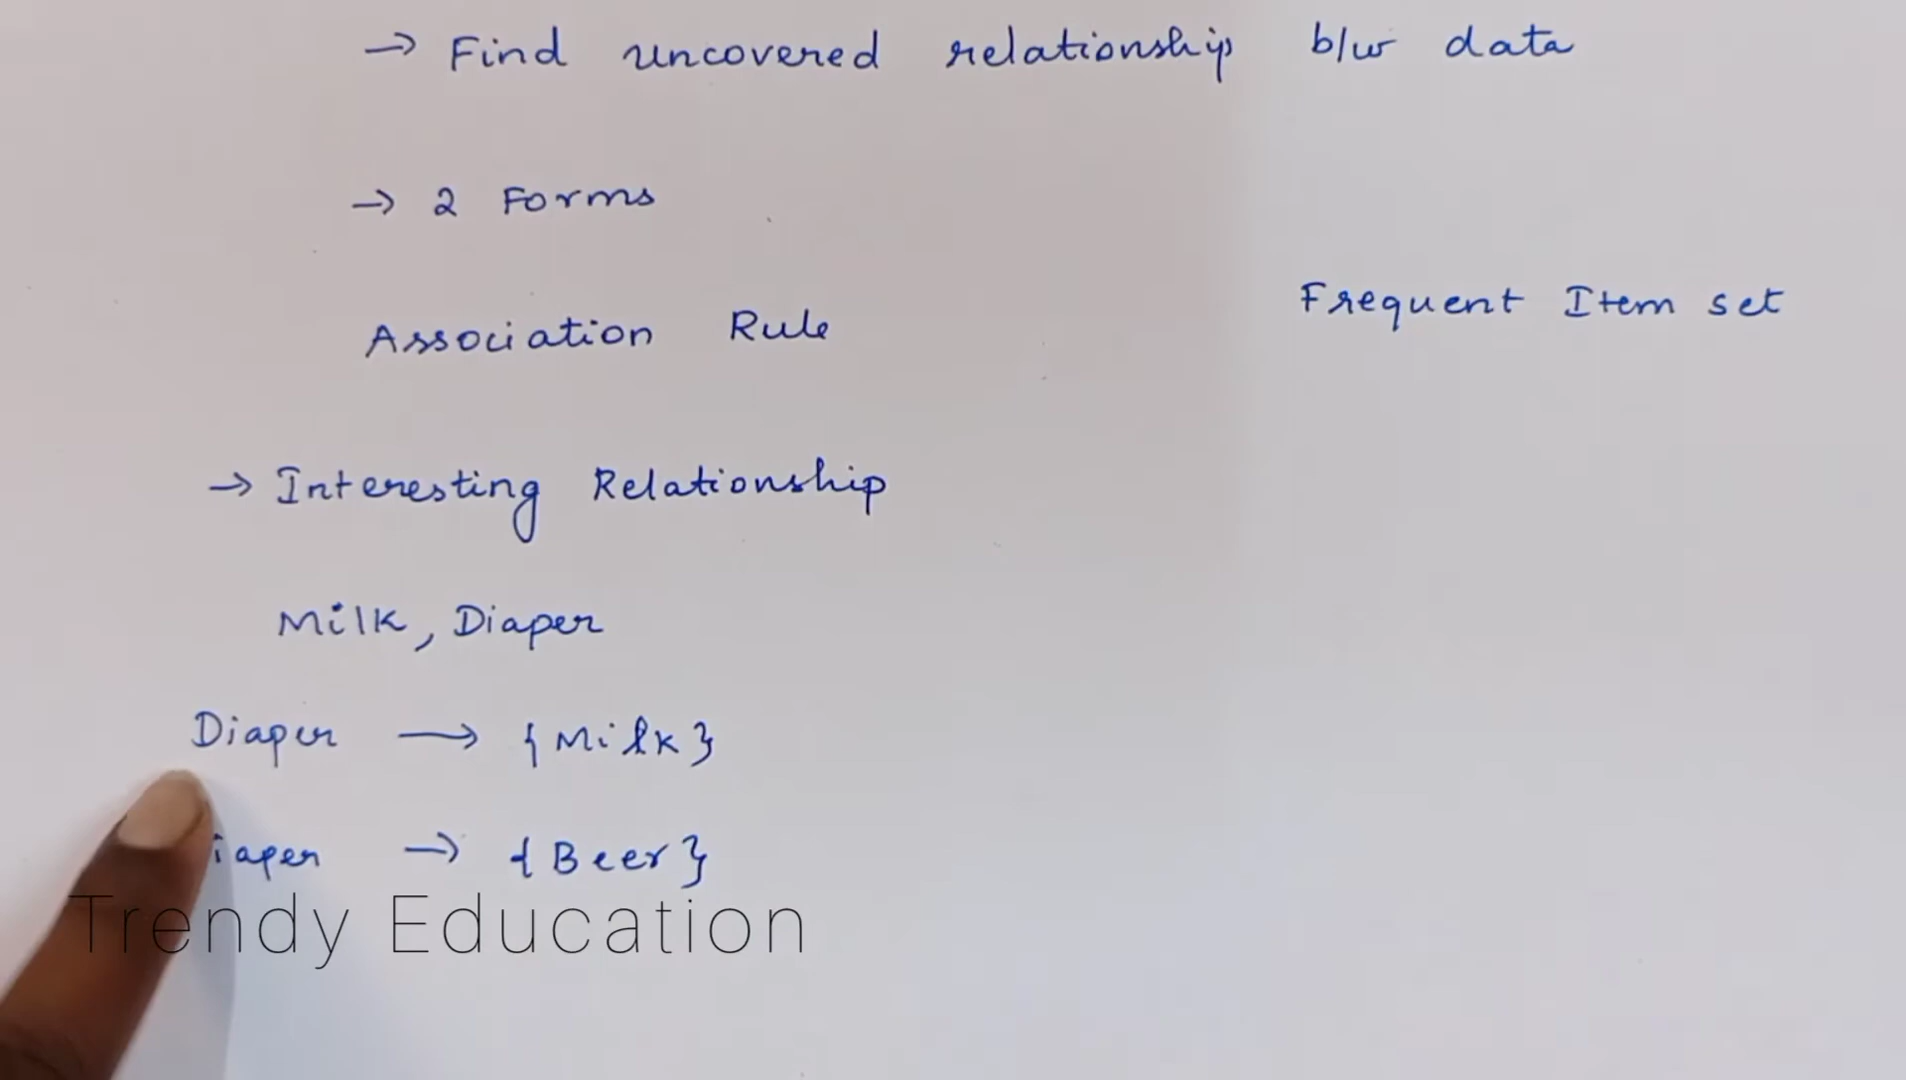 → Find uncovered relationship b/w data
→ 2 Forms
Association Rule
Frequent Item set
→ Interesting Relationship
Milk, Diaper
Diaper → {Milk}
iaper → {Beer}
Trendy Education